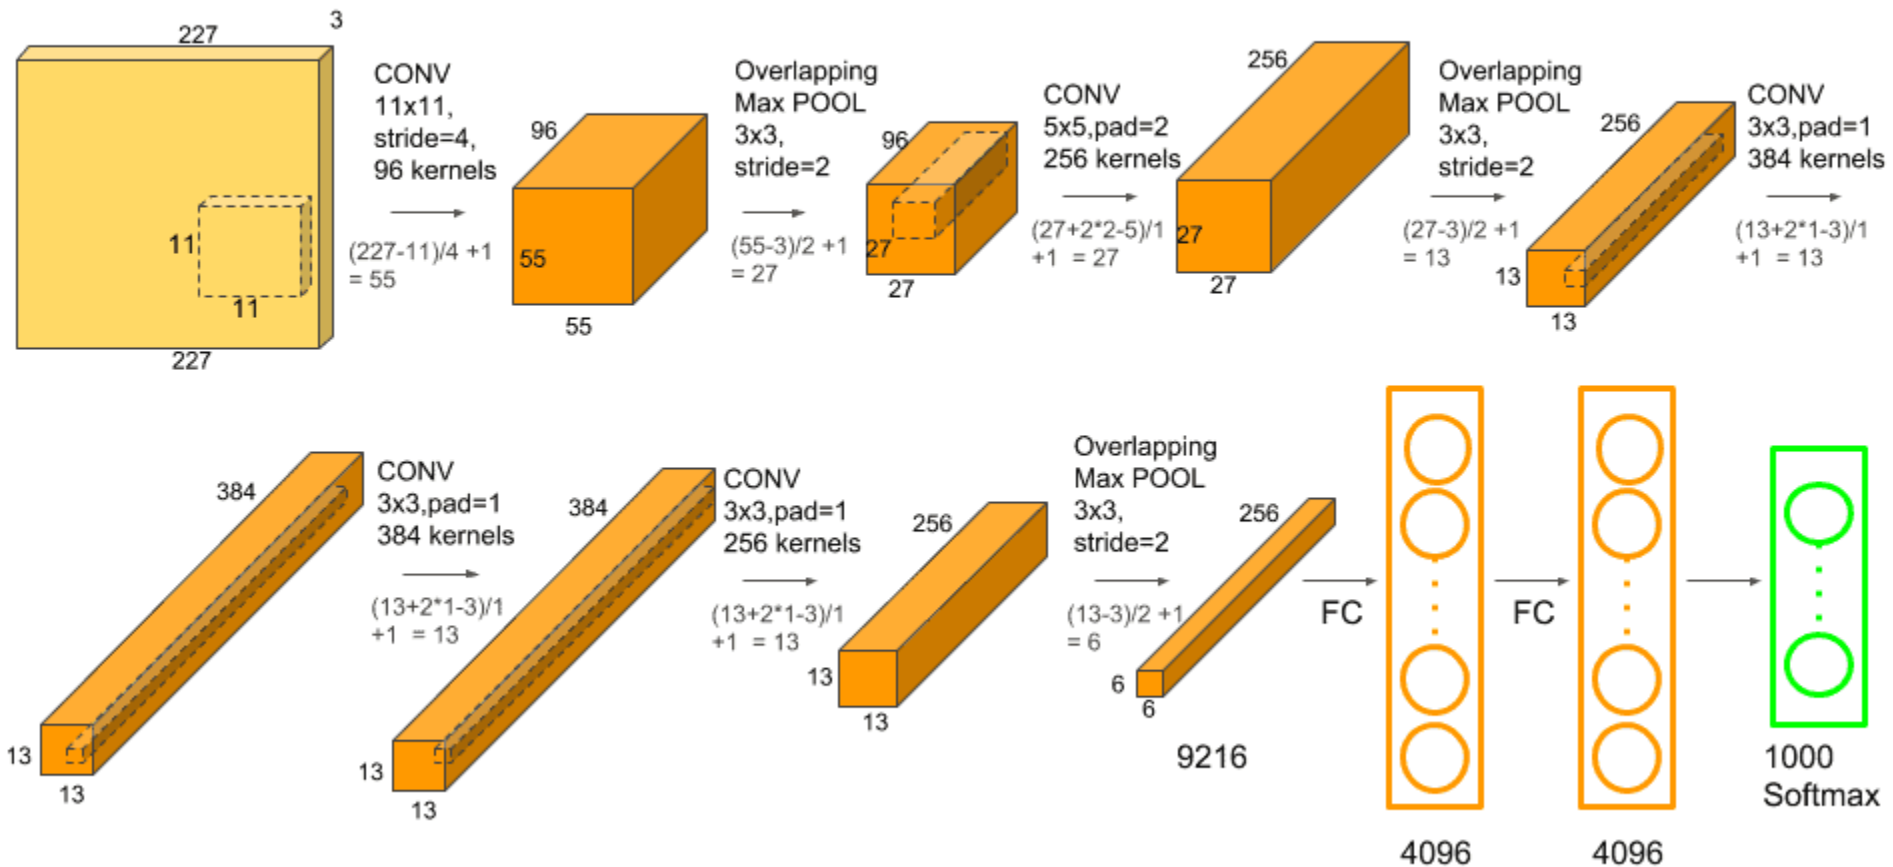 227
3
11
11
227
CONV
11x11,
stride=4,
96 kernels
(227-11)/4 +1
= 55
96
55
55
Overlapping
Max POOL
3x3,
stride=2
(55-3)/2 +1
= 27
96
27
27
CONV
5x5,pad=2
256 kernels
(27+2*2-5)/1
+1 = 27
256
27
27
Overlapping
Max POOL
3x3,
stride=2
(27-3)/2 +1
= 13
256
13
13
CONV
3x3,pad=1
384 kernels
(13+2*1-3)/1
+1 = 13
384
13
13
CONV
3x3,pad=1
384 kernels
(13+2*1-3)/1
+1 = 13
384
13
13
CONV
3x3,pad=1
256 kernels
(13+2*1-3)/1
+1 = 13
256
13
13
Overlapping
Max POOL
3x3,
stride=2
(13-3)/2 +1
= 6
256
6
6
9216
FC
4096
FC
4096
1000
Softmax